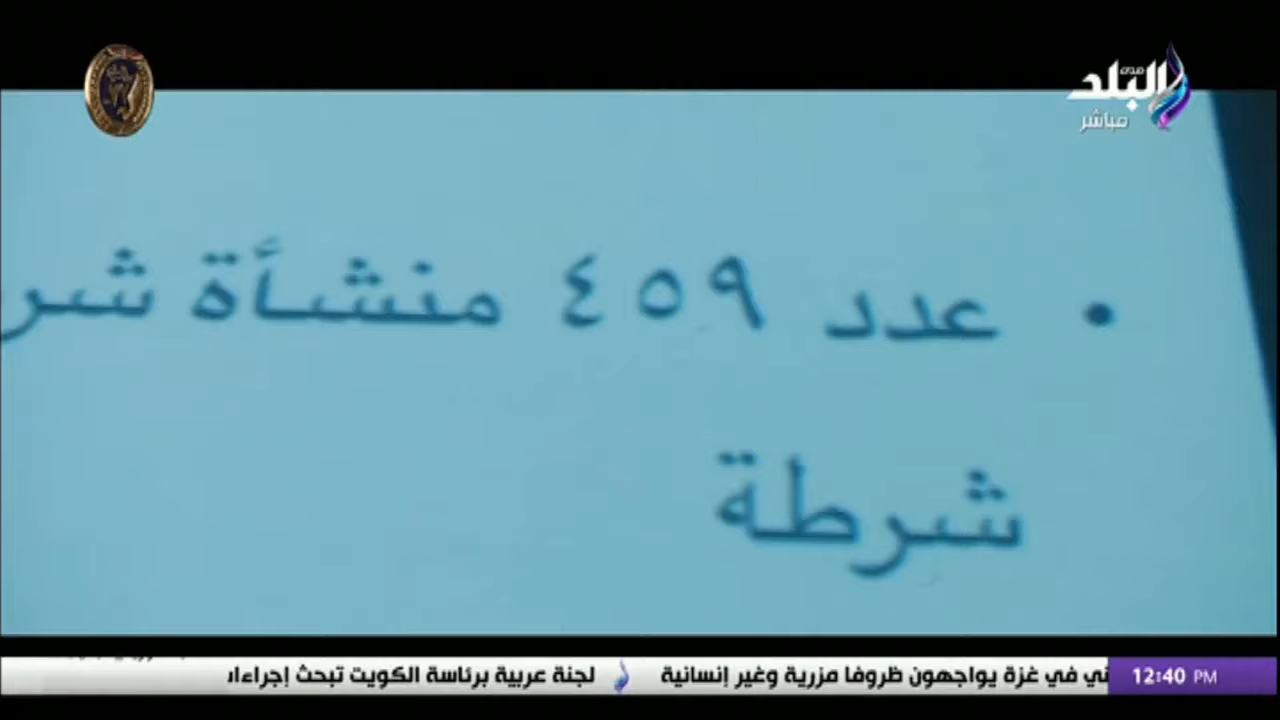 صدى
البلد
مباشر
• عدد ٤٥٩ منشأة شر
شرطة
ني في غزة يواجهون ظروفا مزرية وغير إنسانية لجنة عربية برئاسة الكويت تبحث إجراءا
12:40 PM